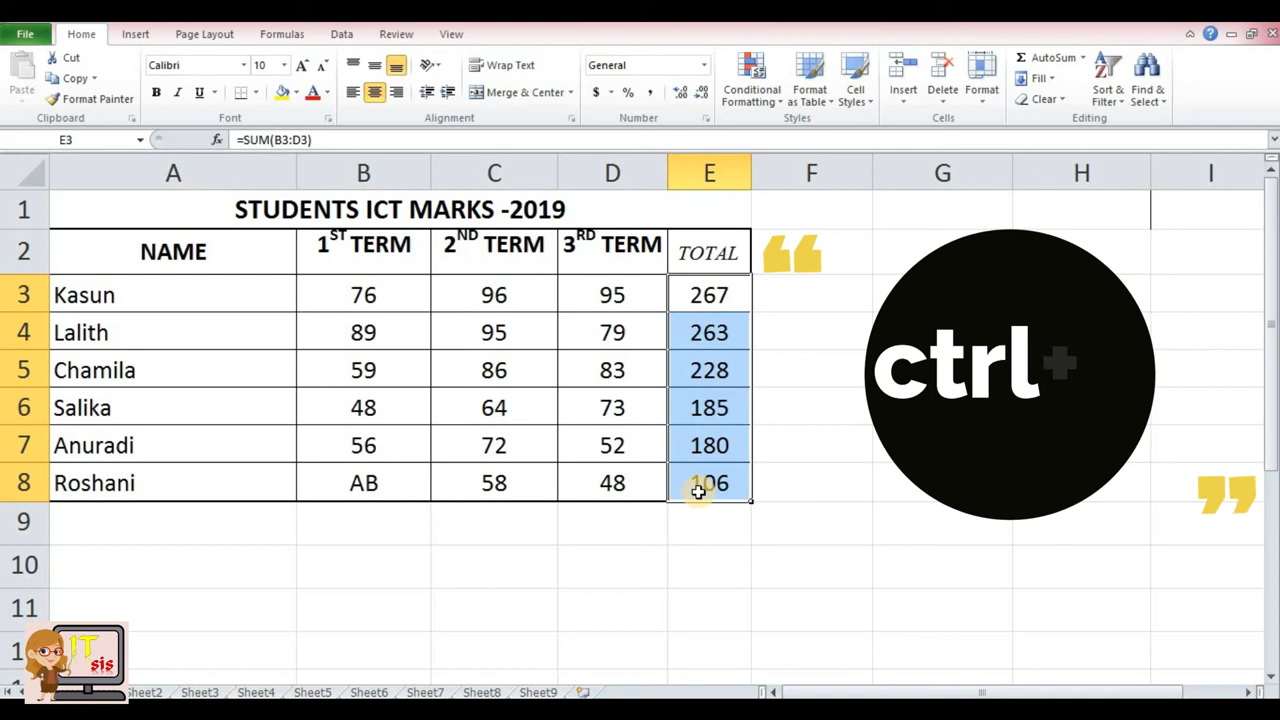 File Home Insert Page Layout Formulas Data Review View
Cut
Copy
Format Painter
Paste
Clipboard
Calibri 10 A A
B I U A
Font
Wrap Text
Merge & Center
Alignment
General
$ % ,
Number
Conditional Formatting
Format as Table
Cell Styles
Styles
Insert Delete Format
Cells
Σ AutoSum
Fill
Clear
Sort & Filter
Find & Select
Editing
E3 fx =SUM(B3:D3)
A B C D E F G H I
1 STUDENTS ICT MARKS -2019
2 NAME 1ST TERM 2ND TERM 3RD TERM TOTAL
3 Kasun 76 96 95 267
4 Lalith 89 95 79 263
5 Chamila 59 86 83 228
6 Salika 48 64 73 185
7 Anuradi 56 72 52 180
8 Roshani AB 58 48 106
9
10
11
“
ctrl+
”
IT
sis
Sheet2 Sheet3 Sheet4 Sheet5 Sheet6 Sheet7 Sheet8 Sheet9